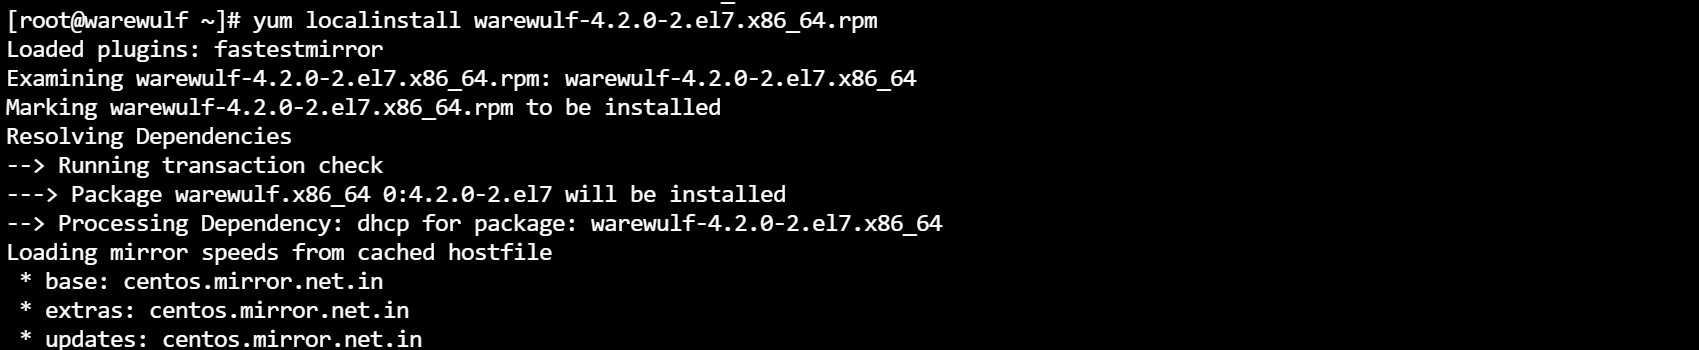 [root@warewulf ~]# yum localinstall warewulf-4.2.0-2.el7.x86_64.rpm
Loaded plugins: fastestmirror
Examining warewulf-4.2.0-2.el7.x86_64.rpm: warewulf-4.2.0-2.el7.x86_64
Marking warewulf-4.2.0-2.el7.x86_64.rpm to be installed
Resolving Dependencies
--> Running transaction check
---> Package warewulf.x86_64 0:4.2.0-2.el7 will be installed
--> Processing Dependency: dhcp for package: warewulf-4.2.0-2.el7.x86_64
Loading mirror speeds from cached hostfile
 * base: centos.mirror.net.in
 * extras: centos.mirror.net.in
 * updates: centos.mirror.net.in